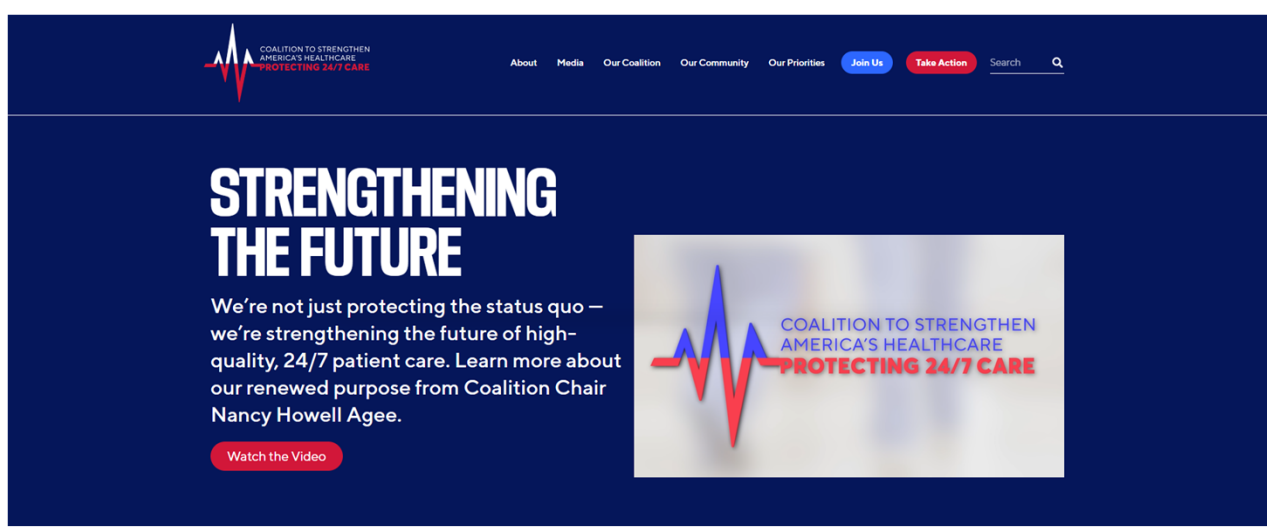 COALITION TO STRENGTHEN
AMERICA'S HEALTHCARE
PROTECTING 24/7 CARE
About Media Our Coalition Our Community Our Priorities Join Us Take Action Search
STRENGTHENING
THE FUTURE
We're not just protecting the status quo —
we're strengthening the future of high-
quality, 24/7 patient care. Learn more about
our renewed purpose from Coalition Chair
Nancy Howell Agee.
Watch the Video
COALITION TO STRENGTHEN
AMERICA'S HEALTHCARE
PROTECTING 24/7 CARE